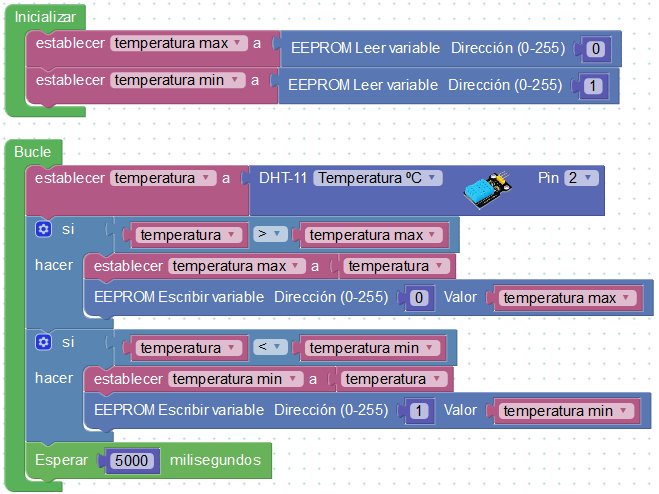 Inicializar
establecer temperatura max a EEPROM Leer variable Dirección (0-255) 0
establecer temperatura min a EEPROM Leer variable Dirección (0-255) 1
Bucle
establecer temperatura a DHT-11 Temperatura ºC Pin 2
si temperatura > temperatura max
hacer establecer temperatura max a temperatura
EEPROM Escribir variable Dirección (0-255) 0 Valor temperatura max
si temperatura < temperatura min
hacer establecer temperatura min a temperatura
EEPROM Escribir variable Dirección (0-255) 1 Valor temperatura min
Esperar 5000 milisegundos